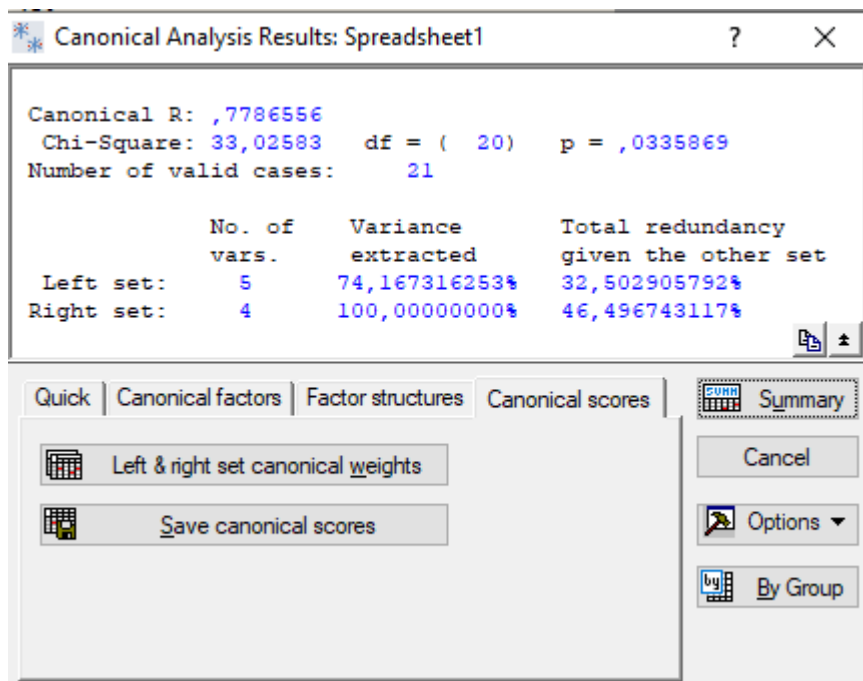 Canonical Analysis Results: Spreadsheet1 ? ×
Canonical R: ,7786556
Chi-Square: 33,02583 df = ( 20) p = ,0335869
Number of valid cases: 21
No. of Variance Total redundancy
vars. extracted given the other set
Left set: 5 74,167316253% 32,502905792%
Right set: 4 100,00000000% 46,496743117%
Quick Canonical factors Factor structures Canonical scores
Left & right set canonical weights
Save canonical scores
Summary
Cancel
Options
By Group